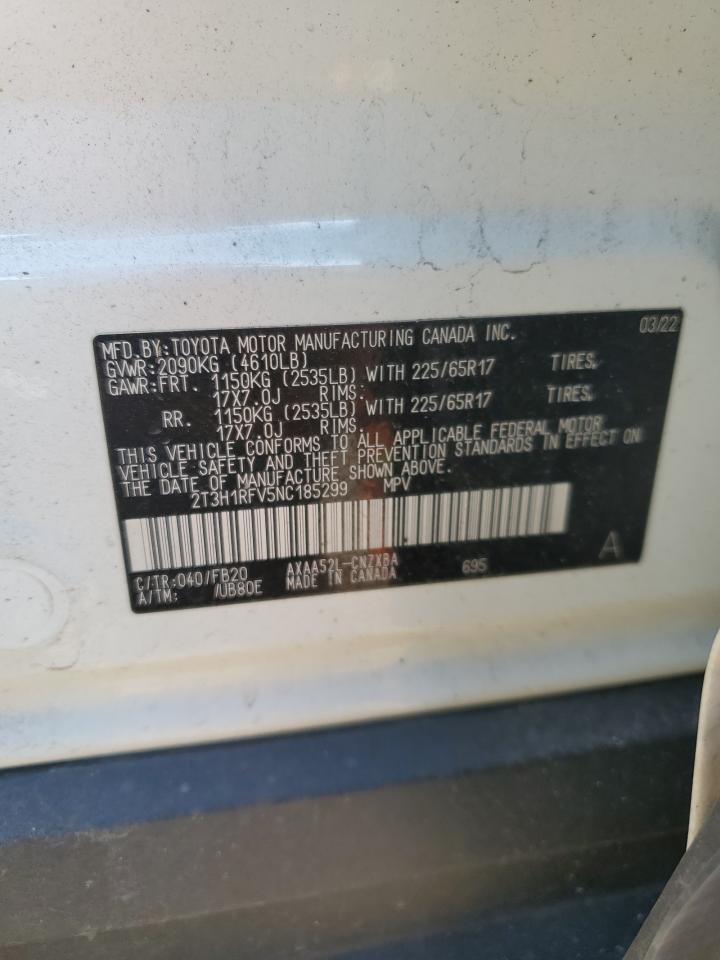 03/22
MFD.BY:TOYOTA MOTOR MANUFACTURING CANADA INC.
GVWR:2090KG (4610LB)
GAWR:FRT. 1150KG (2535LB) WITH 225/65R17 TIRES,
17X7.0J RIMS.
RR. 1150KG (2535LB) WITH 225/65R17 TIRES,
17X7.0J RIMS.
THIS VEHICLE CONFORMS TO ALL APPLICABLE FEDERAL MOTOR
VEHICLE SAFETY AND THEFT PREVENTION STANDARDS IN EFFECT ON
THE DATE OF MANUFACTURE SHOWN ABOVE.
2T3H1RFV5NC185299 MPV
C/TR:040/FB20 AXAA52L-CNZXBA 695 A
A/TM: /UB80E MADE IN CANADA